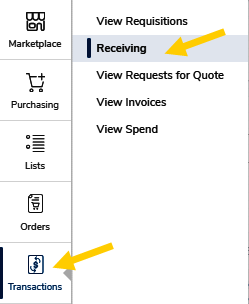 Marketplace
Purchasing
Lists
Orders
Transactions
View Requisitions
Receiving
View Requests for Quote
View Invoices
View Spend